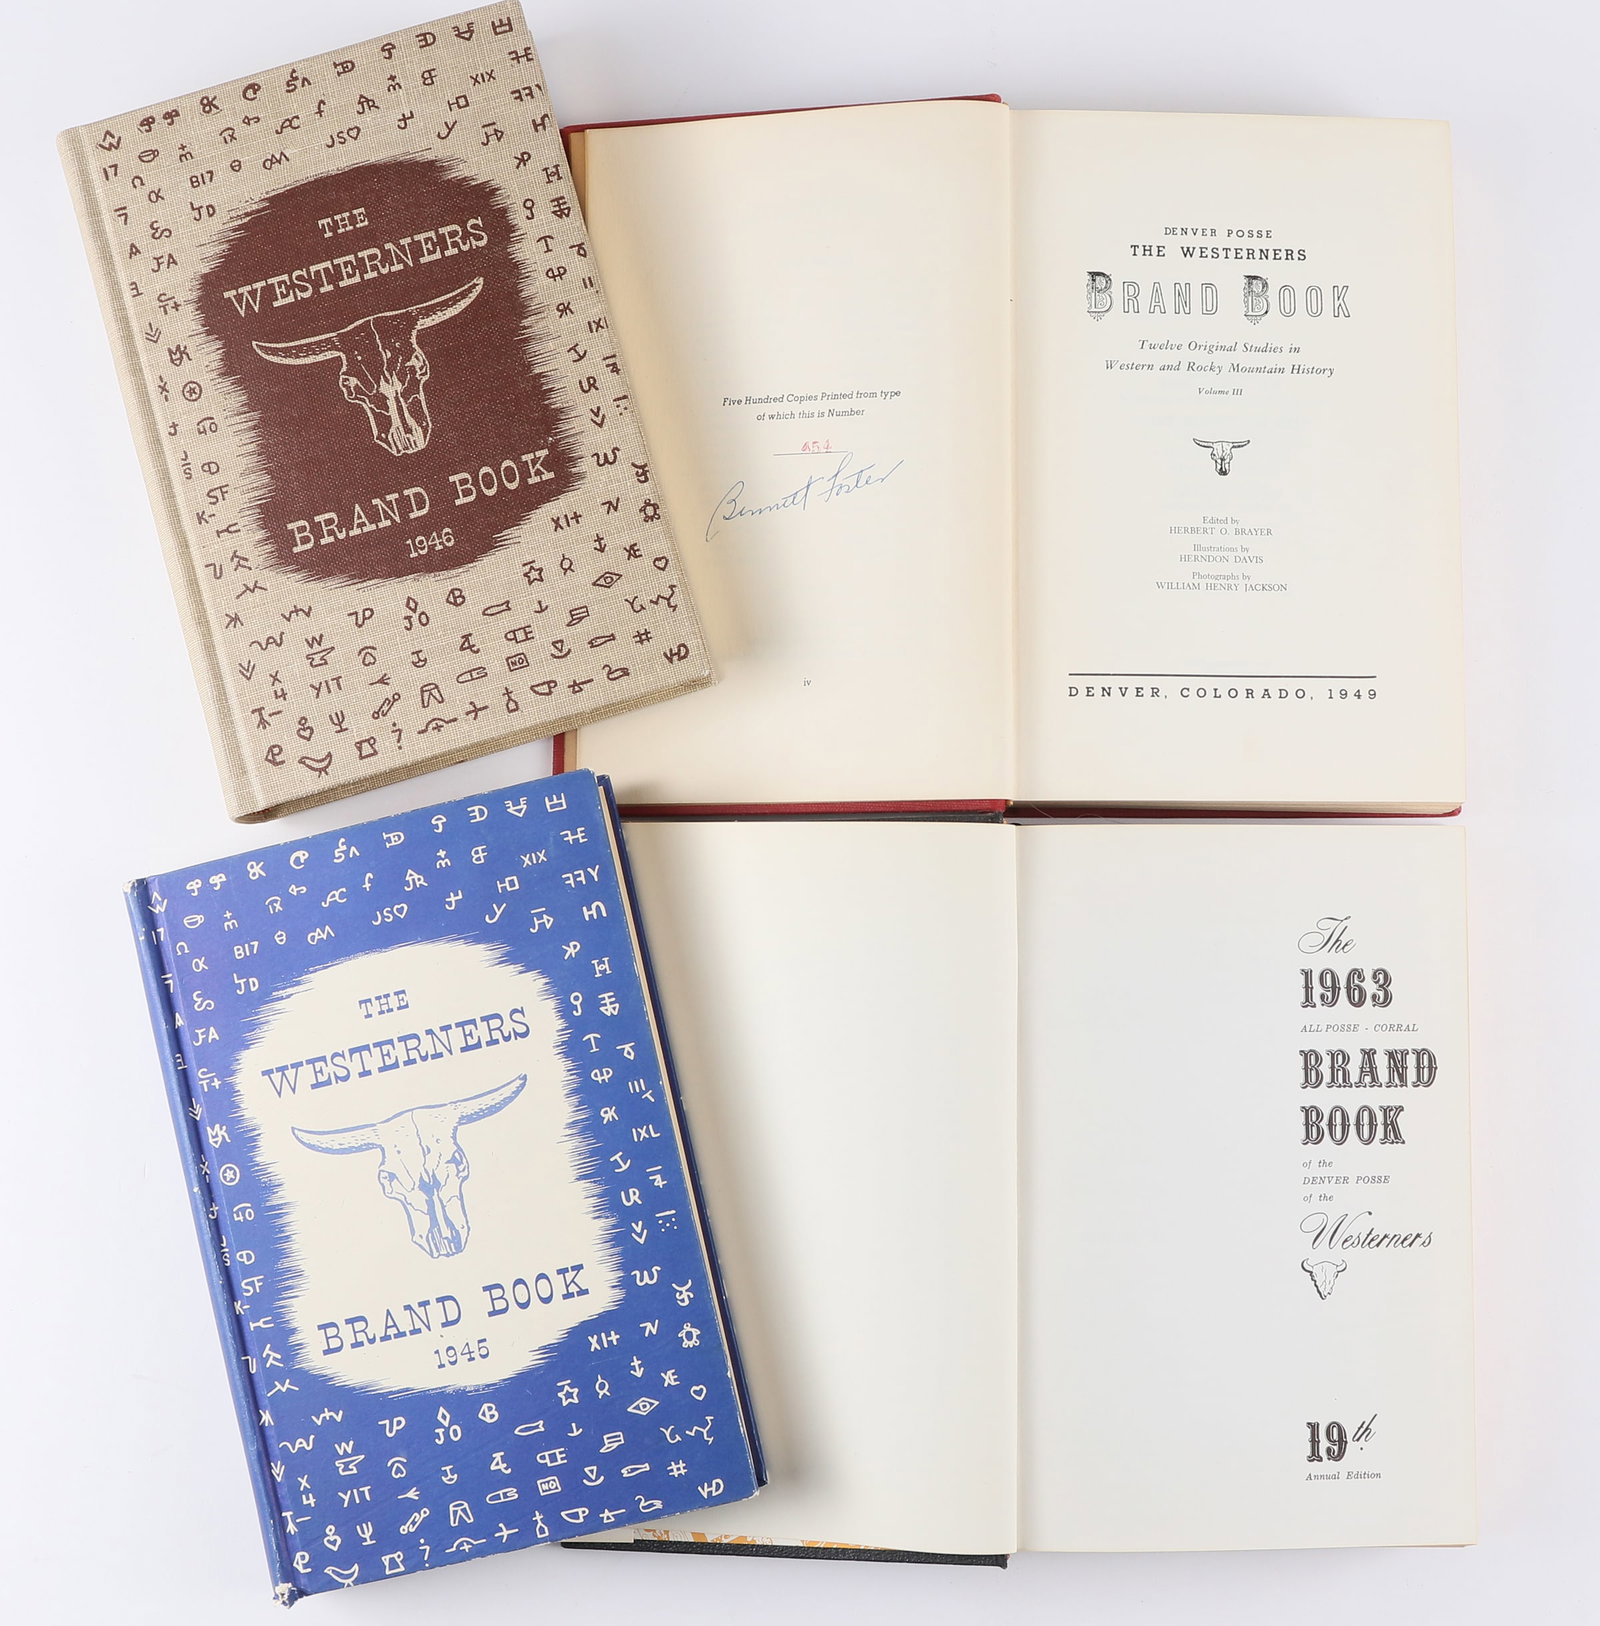 THE
WESTERNERS
BRAND BOOK
1946
Five Hundred Copies Printed from type
of which this is Number
Bennett Foster
iv
DENVER POSSE
THE WESTERNERS
BRAND BOOK
Twelve Original Studies in
Western and Rocky Mountain History
Volume III
Edited by
HERBERT O. BRAYER
Illustrations by
HERNDON DAVIS
Photographs by
WILLIAM HENRY JACKSON
DENVER, COLORADO, 1949
THE
WESTERNERS
BRAND BOOK
1945
The
1963
ALL POSSE - CORRAL
BRAND
BOOK
of the
DENVER POSSE
of the
Westerners
19th
Annual Edition